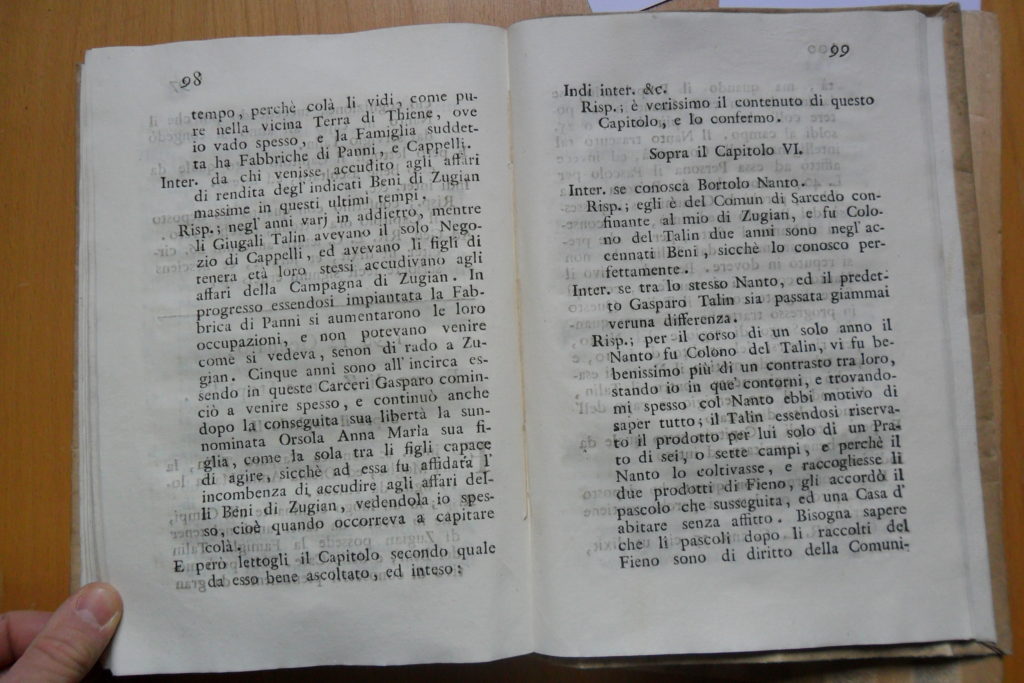 98
tempo, perchè colà li vidi, come pu-
re nella vicina Terra di Thiene, ove
io vado spesso, e la Famiglia suddet-
ta ha Fabbriche di Panni, e Cappelli.
Inter. da chi venisse accudito agli affari
di rendita degl' indicati Beni di Zugian
massime in questi ultimi tempi.
Risp.; negl' anni varj in addietro, mentre
li Giugali Talin avevano il solo Nego-
zio di Cappelli, ed avevano li figli di
tenera età loro stessi accudivano agli
affari della Campagna di Zugian. In
progresso essendosi impiantata la Fab-
brica di Panni si aumentarono le loro
occupazioni, e non potevano venire
come si vedeva, senon di rado a Zu-
gian. Cinque anni sono all' incirca es-
sendo in queste Carceri Gasparo comin-
ciò a venire spesso, e continuò anche
dopo la conseguita sua libertà la sun-
nominata Orsola Anna Maria sua fi-
glia, come la sola tra li figli capace
di agire, sicchè ad essa fu affidata l'
incombenza di accudire agli affari del-
li Beni di Zugian, vedendola io spes-
so, cioè quando occorreva a capitare
colà.
E però lettogli il Capitolo secondo quale
da esso bene ascoltato, ed inteso:
99
Indi inter. &c.
Risp.; è verissimo il contenuto di questo
Capitolo, e lo confermo.
Sopra il Capitolo VI.
Inter. se conosca Bortolo Nanto.
Risp.; egli è del Comun di Sarcedo con-
finante al mio di Zugian, e fu Colo-
no del Talin due anni sono negl' ac-
cennati Beni, sicchè lo conosco per-
fettamente.
Inter. se tra lo stesso Nanto, ed il predet-
to Gasparo Talin sia passata giammai
veruna differenza.
Risp.; per il corso di un solo anno il
Nanto fu Colono del Talin, vi fu be-
benissimo più di un contrasto tra loro,
stando io in que' contorni, e trovando-
mi spesso col Nanto ebbi motivo di
saper tutto; il Talin essendosi riserva-
to il prodotto per lui solo di un Pra-
to di sei, o sette campi, e perchè il
Nanto lo coltivasse, e raccogliesse li
due prodotti di Fieno, gli accordò il
pascolo che susseguita, ed una Casa d'
abitare senza affitto. Bisogna sapere
che li pascoli dopo li raccolti del
Fieno sono di diritto della Comuni-